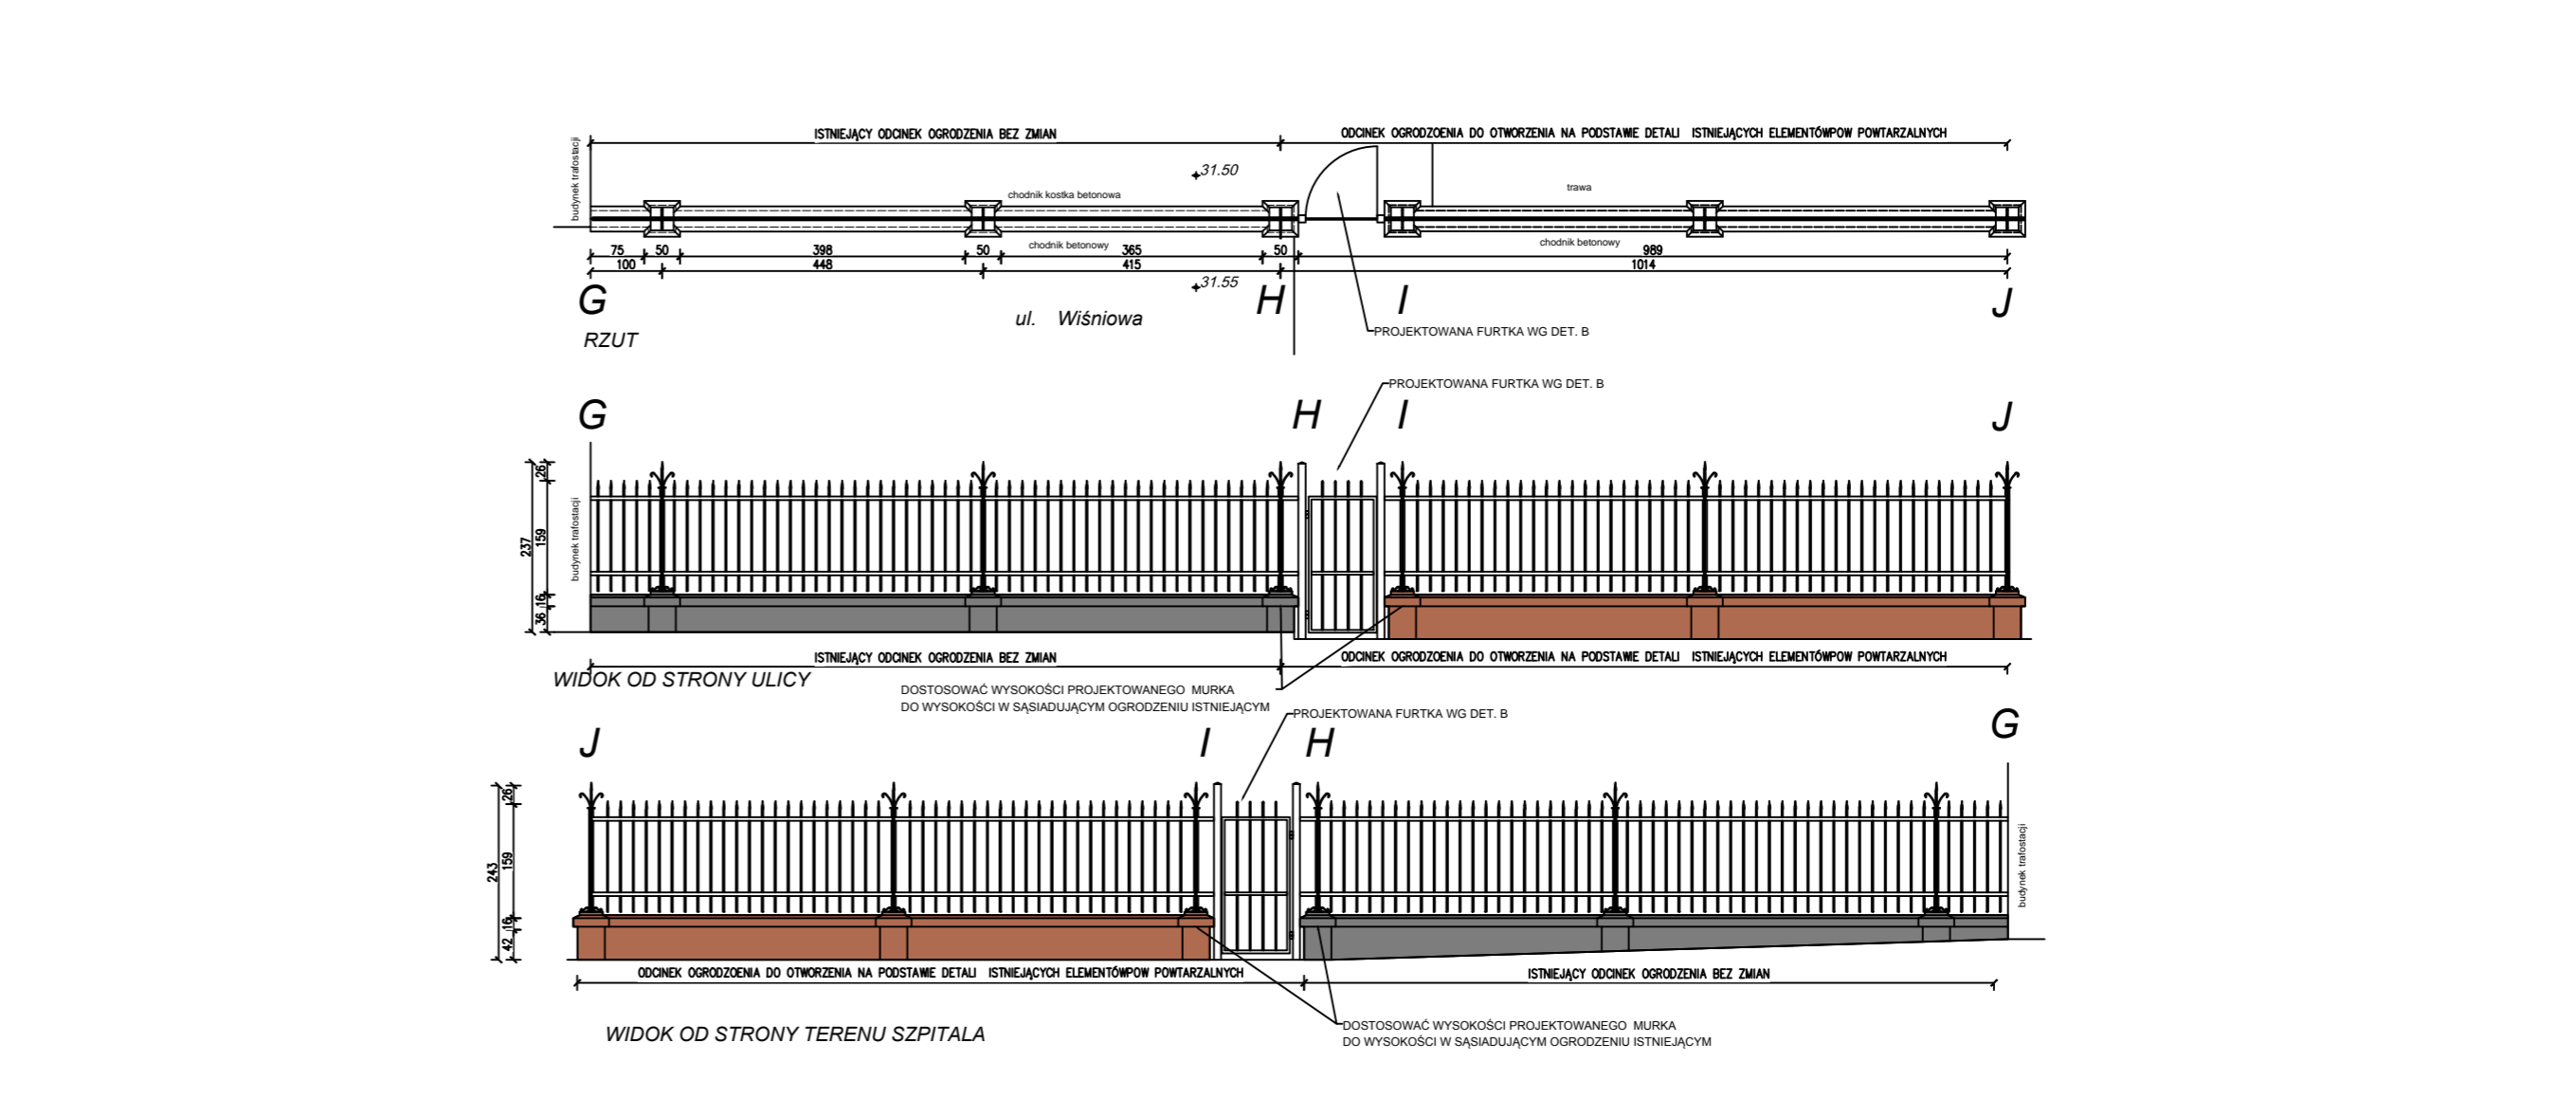 ISTNIEJĄCY ODCINEK OGRODZENIA BEZ ZMIAN
ODCINEK OGRODZOENIA DO OTWORZENIA NA PODSTAWIE DETALI ISTNIEJĄCYCH ELEMENTÓWPOW POWTARZALNYCH
budynek trafostacji
31.50
chodnik kostka betonowa
trawa
chodnik betonowy
chodnik betonowy
75 50 398 50 365 50 989
100 448 415 1014
31.55
G H I J
ul. Wiśniowa
RZUT
PROJEKTOWANA FURTKA WG DET. B
PROJEKTOWANA FURTKA WG DET. B
G H I J
26
159
237
16
36
budynek trafostacji
ISTNIEJĄCY ODCINEK OGRODZENIA BEZ ZMIAN
ODCINEK OGRODZOENIA DO OTWORZENIA NA PODSTAWIE DETALI ISTNIEJĄCYCH ELEMENTÓWPOW POWTARZALNYCH
WIDOK OD STRONY ULICY
DOSTOSOWAĆ WYSOKOŚCI PROJEKTOWANEGO MURKA
DO WYSOKOŚCI W SĄSIADUJĄCYM OGRODZENIU ISTNIEJĄCYM
PROJEKTOWANA FURTKA WG DET. B
J I H G
26
159
243
16
42
budynek trafostacji
ODCINEK OGRODZOENIA DO OTWORZENIA NA PODSTAWIE DETALI ISTNIEJĄCYCH ELEMENTÓWPOW POWTARZALNYCH
ISTNIEJĄCY ODCINEK OGRODZENIA BEZ ZMIAN
WIDOK OD STRONY TERENU SZPITALA
DOSTOSOWAĆ WYSOKOŚCI PROJEKTOWANEGO MURKA
DO WYSOKOŚCI W SĄSIADUJĄCYM OGRODZENIU ISTNIEJĄCYM